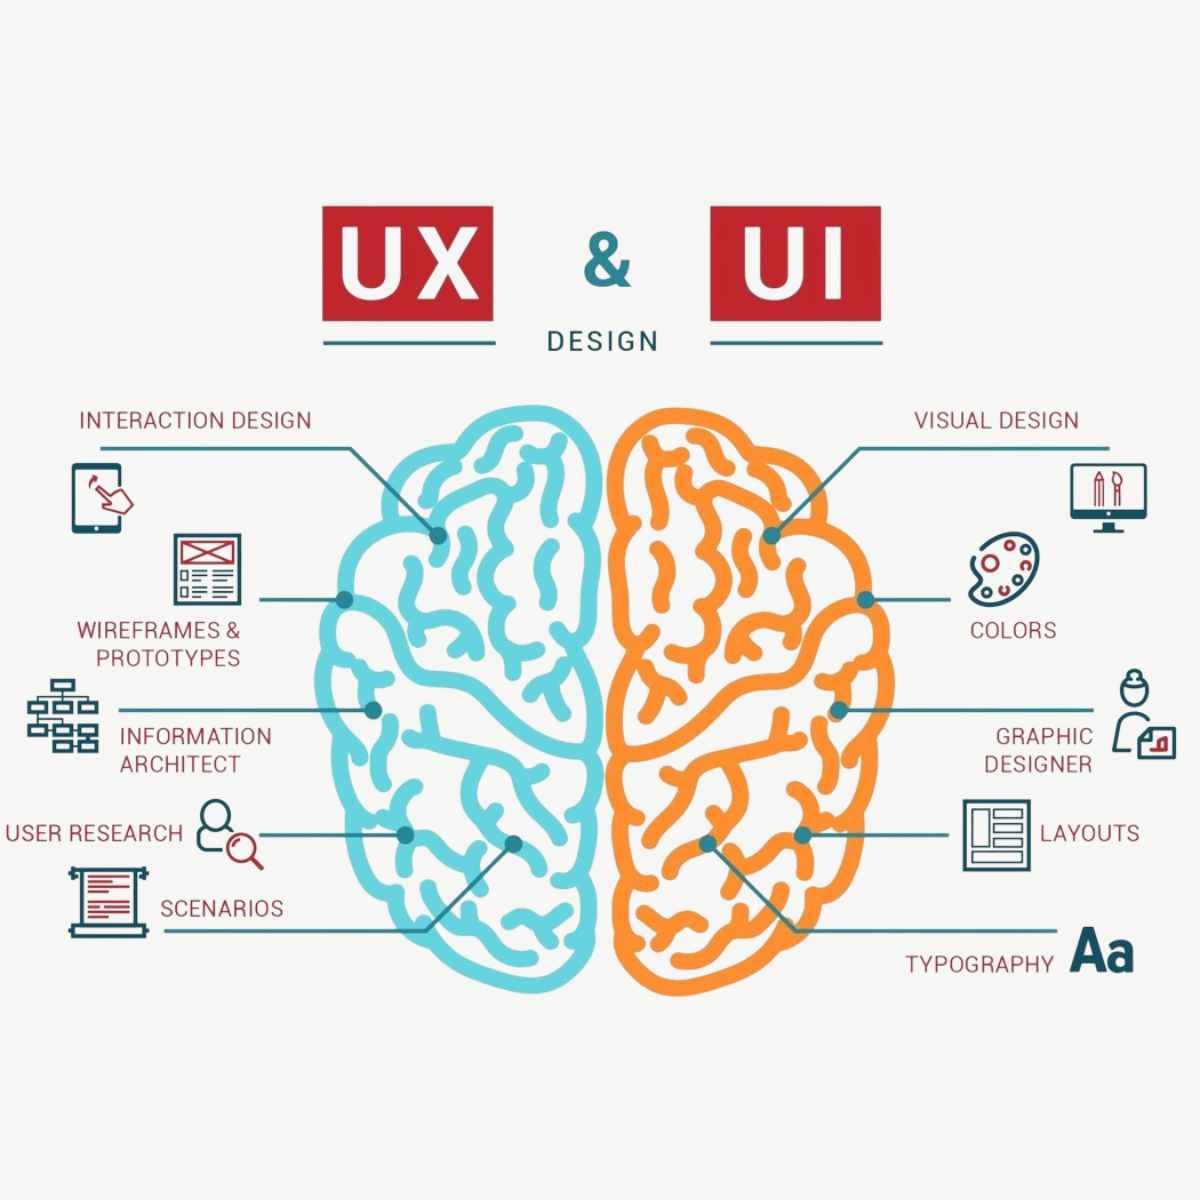 UX & UI
DESIGN
INTERACTION DESIGN
WIREFRAMES &
PROTOTYPES
INFORMATION
ARCHITECT
USER RESEARCH
SCENARIOS
VISUAL DESIGN
COLORS
GRAPHIC
DESIGNER
LAYOUTS
TYPOGRAPHY Aa